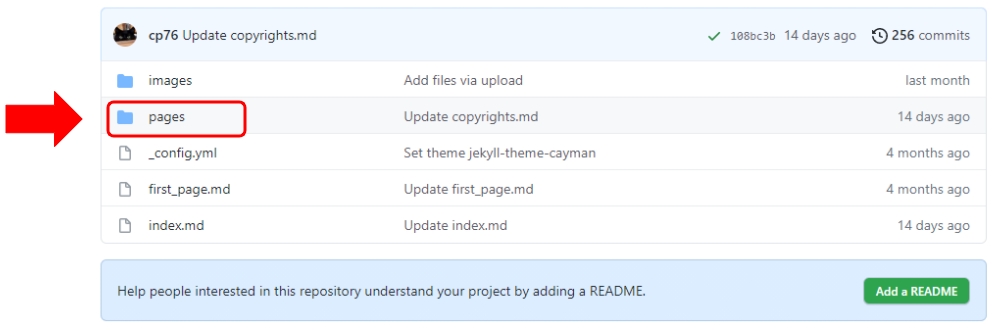 cp76 Update copyrights.md 108bc3b 14 days ago 256 commits
images Add files via upload last month
pages Update copyrights.md 14 days ago
_config.yml Set theme jekyll-theme-cayman 4 months ago
first_page.md Update first_page.md 4 months ago
index.md Update index.md 14 days ago
Help people interested in this repository understand your project by adding a README. Add a README